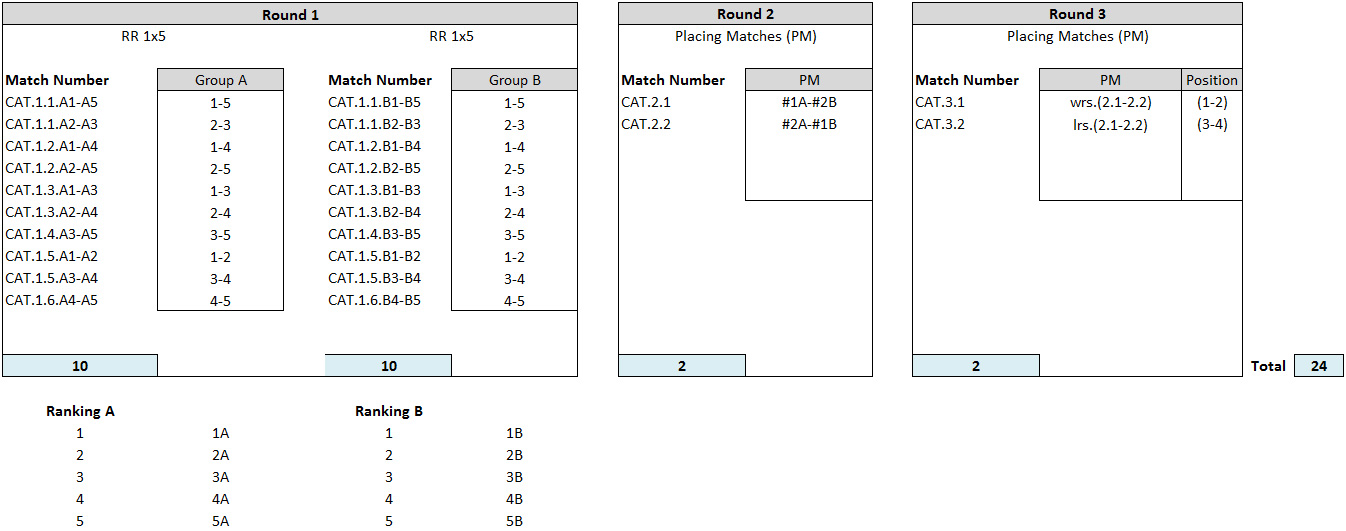 Round 1 Round 2 Round 3
RR 1x5 RR 1x5 Placing Matches (PM) Placing Matches (PM)
Match Number Group A Match Number Group B Match Number PM Match Number PM Position
CAT.1.1.A1-A5 1-5 CAT.1.1.B1-B5 1-5 CAT.2.1 #1A-#2B CAT.3.1 wrs.(2.1-2.2) (1-2)
CAT.1.1.A2-A3 2-3 CAT.1.1.B2-B3 2-3 CAT.2.2 #2A-#1B CAT.3.2 lrs.(2.1-2.2) (3-4)
CAT.1.2.A1-A4 1-4 CAT.1.2.B1-B4 1-4
CAT.1.2.A2-A5 2-5 CAT.1.2.B2-B5 2-5
CAT.1.3.A1-A3 1-3 CAT.1.3.B1-B3 1-3
CAT.1.3.A2-A4 2-4 CAT.1.3.B2-B4 2-4
CAT.1.4.A3-A5 3-5 CAT.1.4.B3-B5 3-5
CAT.1.5.A1-A2 1-2 CAT.1.5.B1-B2 1-2
CAT.1.5.A3-A4 3-4 CAT.1.5.B3-B4 3-4
CAT.1.6.A4-A5 4-5 CAT.1.6.B4-B5 4-5
10 10 2 2 Total 24
Ranking A Ranking B
1 1A 1 1B
2 2A 2 2B
3 3A 3 3B
4 4A 4 4B
5 5A 5 5B